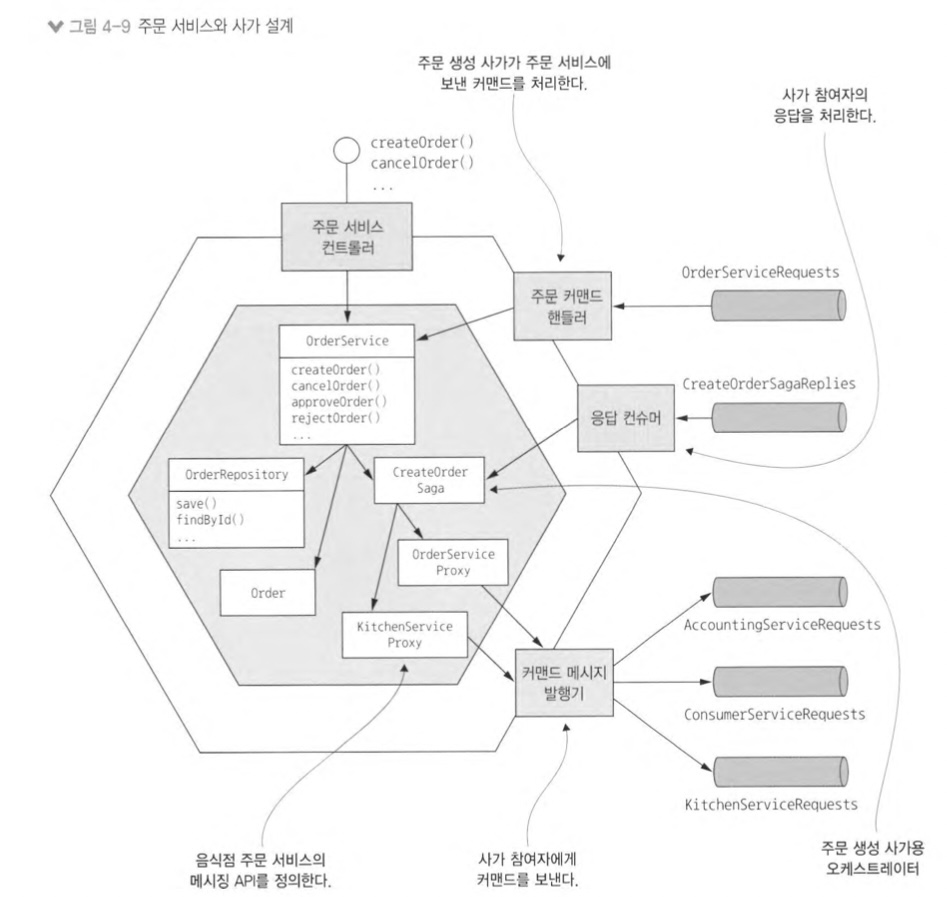 그림 4-9 주문 서비스와 사가 설계
주문 생성 사가가 주문 서비스에
보낸 커맨드를 처리한다.
사가 참여자의
응답을 처리한다.
createOrder()
cancelOrder()
...
주문 서비스
컨트롤러
OrderServiceRequests
주문 커맨드
핸들러
OrderService
createOrder()
cancelOrder()
approveOrder()
rejectOrder()
...
CreateOrderSagaReplies
응답 컨슈머
OrderRepository
save()
findById()
...
CreateOrder
Saga
OrderService
Proxy
Order
KitchenService
Proxy
커맨드 메시지
발행기
AccountingServiceRequests
ConsumerServiceRequests
KitchenServiceRequests
음식점 주문 서비스의
메시징 API를 정의한다.
사가 참여자에게
커맨드를 보낸다.
주문 생성 사가용
오케스트레이터